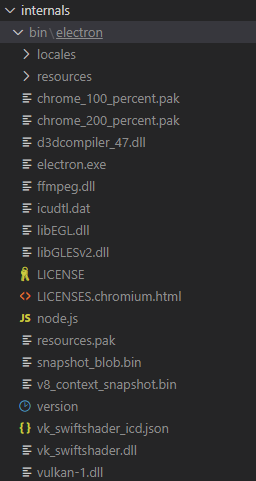 internals
bin\electron
locales
resources
chrome_100_percent.pak
chrome_200_percent.pak
d3dcompiler_47.dll
electron.exe
ffmpeg.dll
icudtl.dat
libEGL.dll
libGLESv2.dll
LICENSE
LICENSES.chromium.html
JS node.js
resources.pak
snapshot_blob.bin
v8_context_snapshot.bin
version
{} vk_swiftshader_icd.json
vk_swiftshader.dll
vulkan-1.dll